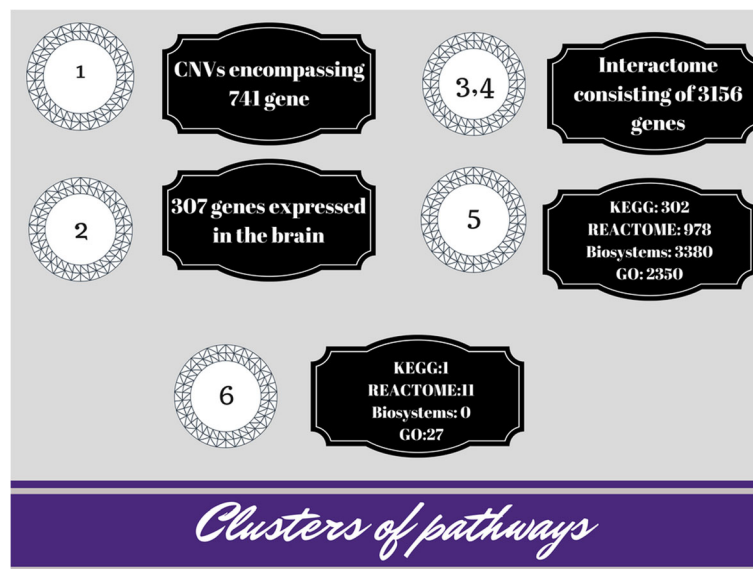 1
CNVs encompassing
741 gene
3,4
Interactome
consisting of 3156
genes
2
307 genes expressed
in the brain
5
KEGG: 302
REACTOME: 978
Biosystems: 3380
GO: 2350
6
KEGG:1
REACTOME:11
Biosystems: 0
GO:27
Clusters of pathways